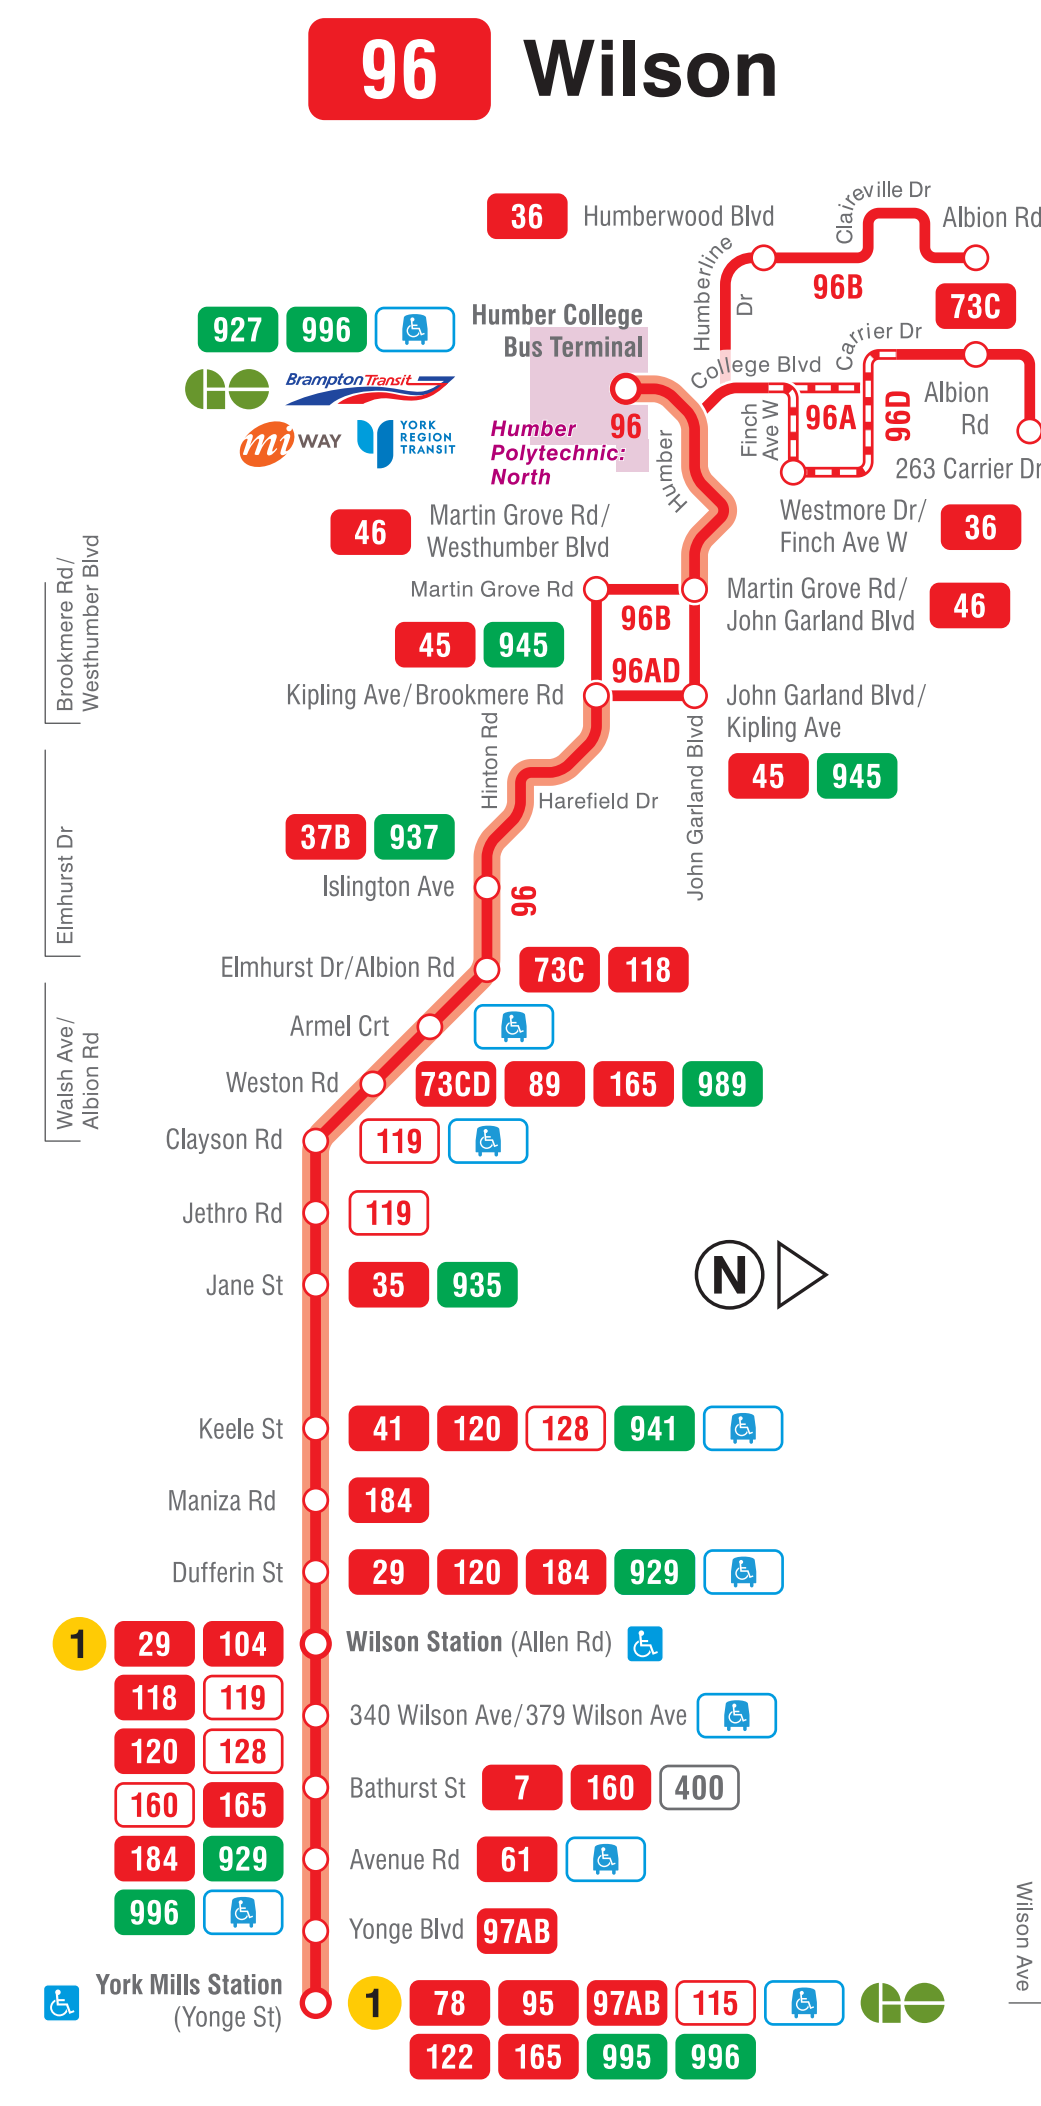 96 Wilson
Claireville Dr
36 Humberwood Blvd
Albion Rd
Humberline
Dr
96B
73C
927 996
Humber College
Bus Terminal
Carrier Dr
College Blvd
Brampton Transit
Albion
Rd
96
96A
96D
Finch
Ave W
mi WAY
YORK
REGION
TRANSIT
Humber
Polytechnic:
North
Humber
263 Carrier Dr
46
Martin Grove Rd/
Westhumber Blvd
Westmore Dr/
Finch Ave W
36
Brookmere Rd/
Westhumber Blvd
Martin Grove Rd
96B
Martin Grove Rd/
John Garland Blvd
46
45 945
96AD
Kipling Ave/Brookmere Rd
John Garland Blvd/
Kipling Ave
45 945
Hinton Rd
Harefield Dr
John Garland Blvd
Elmhurst Dr
37B 937
Islington Ave
96
Elmhurst Dr/Albion Rd
73C 118
Walsh Ave/
Albion Rd
Armel Crt
Weston Rd 73CD 89 165 989
Clayson Rd 119
Jethro Rd 119
Jane St 35 935
N
Keele St 41 120 128 941
Maniza Rd 184
Dufferin St 29 120 184 929
1 29 104 Wilson Station (Allen Rd)
118 119
340 Wilson Ave/379 Wilson Ave
120 128
160 165
Bathurst St 7 160 400
184 929
Avenue Rd 61
996
Yonge Blvd 97AB
Wilson Ave
York Mills Station
(Yonge St)
1 78 95 97AB 115
122 165 995 996